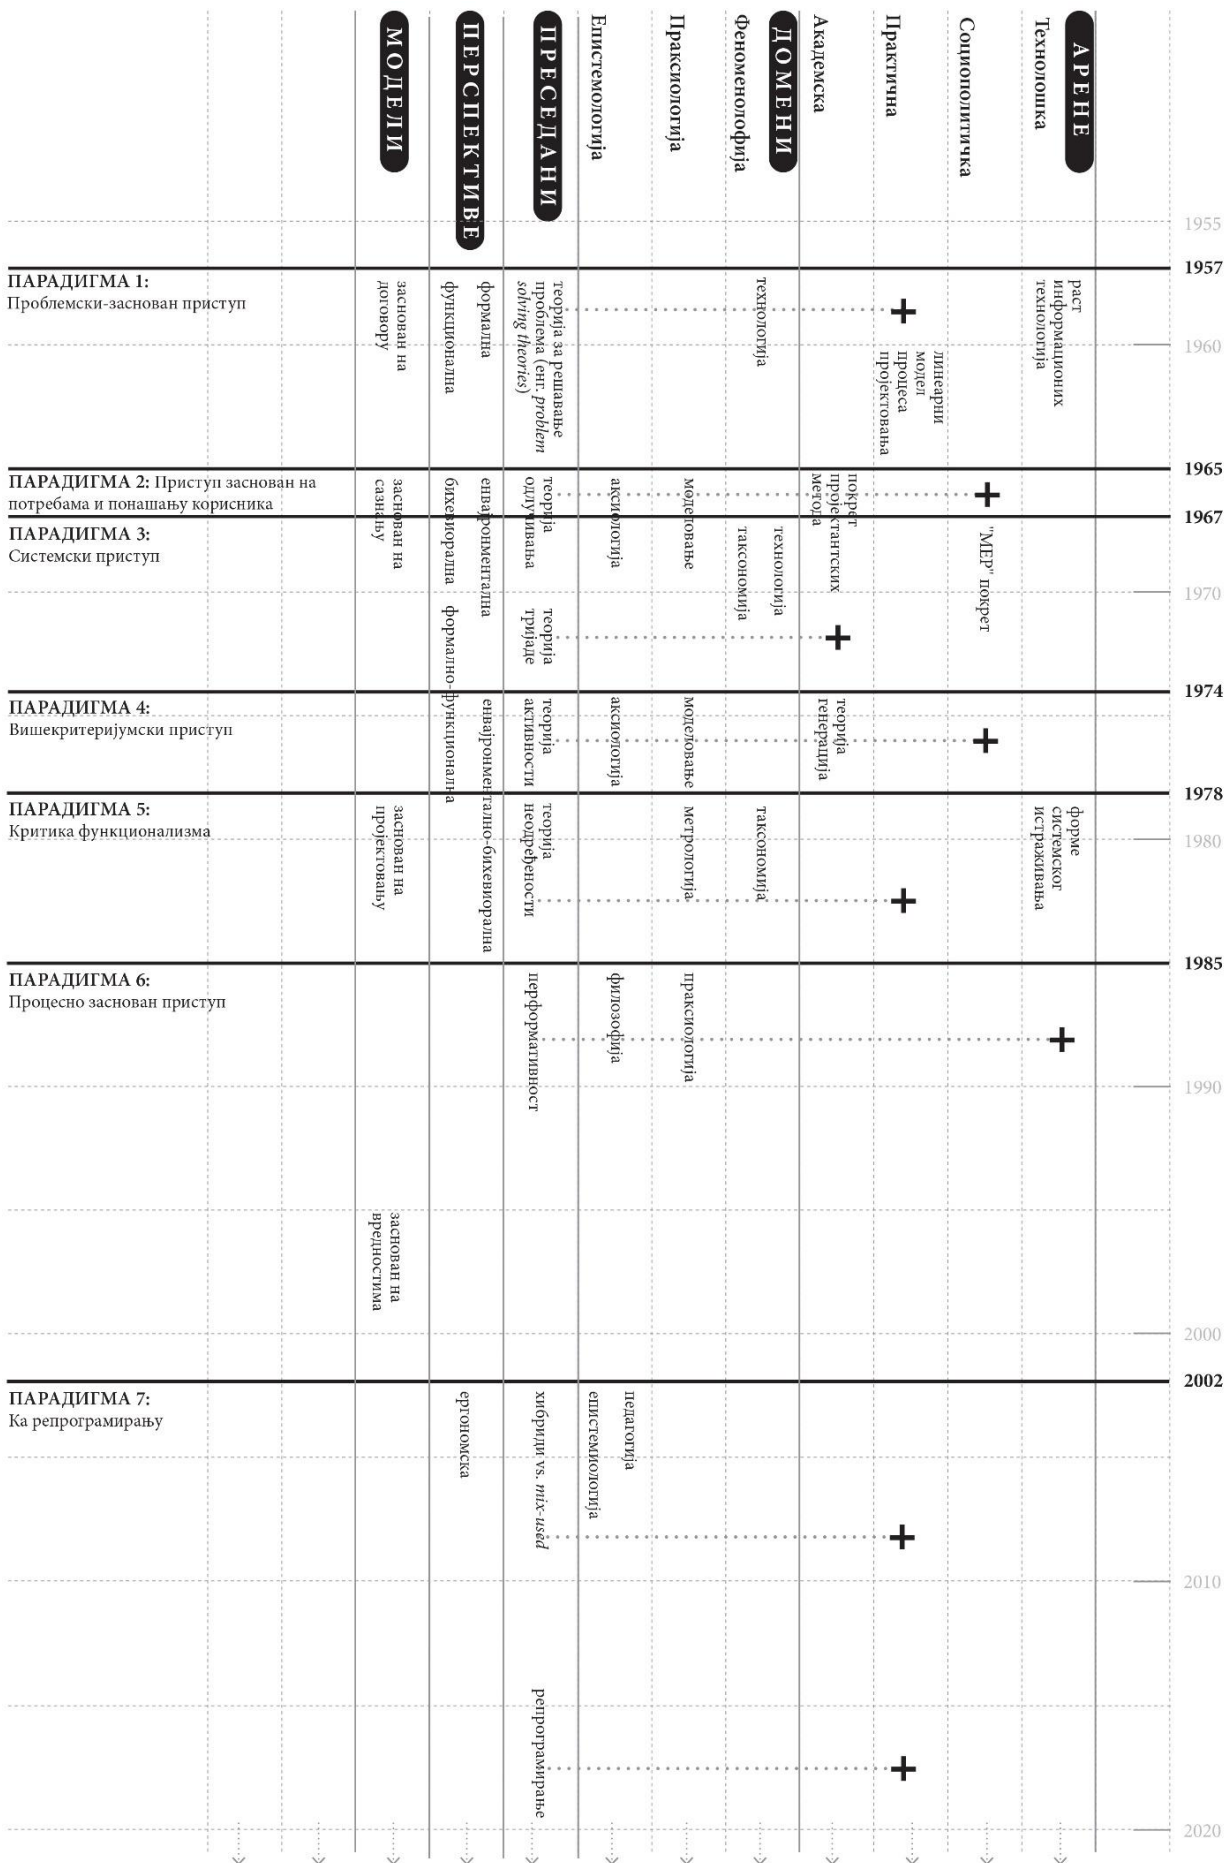 АРЕНЕ
Технолошка
Социополитичка
Практична
Академска
ДОМЕНИ
Феноменолофија
Праксиологија
Епистемологија
ПРЕСЕДАНИ
ПЕРСПЕКТИВЕ
МОДЕЛИ
1955
1957
ПАРАДИГМА 1:
Проблемски-заснован приступ
раст
информационих
технологија
линеарни
модел
процеса
пројектовања
технологија
теорија за решавање
проблема (енг. problem
solving theories)
формална
функционална
заснован на
договору
1960
1965
ПАРАДИГМА 2: Приступ заснован на
потребама и понашању корисника
покрет
пројектантских
метода
моделовање
аксиологија
теорија
одлучивања
енвајронментална
бихевиорална
заснован на
сазнању
1967
ПАРАДИГМА 3:
Системски приступ
"МЕР" покрет
технологија
таксономија
теорија
тријаде
формално-функционална
1970
1974
ПАРАДИГМА 4:
Вишекритеријумски приступ
теорија
генерација
моделовање
аксиологија
теорија
активности
енвајронментално-бихевиорална
1978
ПАРАДИГМА 5:
Критика функционализма
форме
системског
истраживања
таксономија
метрологија
теорија
неодређености
заснован на
пројектовању
1980
1985
ПАРАДИГМА 6:
Процесно заснован приступ
праксиологија
филозофија
перформативност
1990
заснован на
вредностима
2000
2002
ПАРАДИГМА 7:
Ка репрограмирању
педагогија
епистемиологија
хибриди vs. mix-used
ергономска
2010
репрограмирање
2020